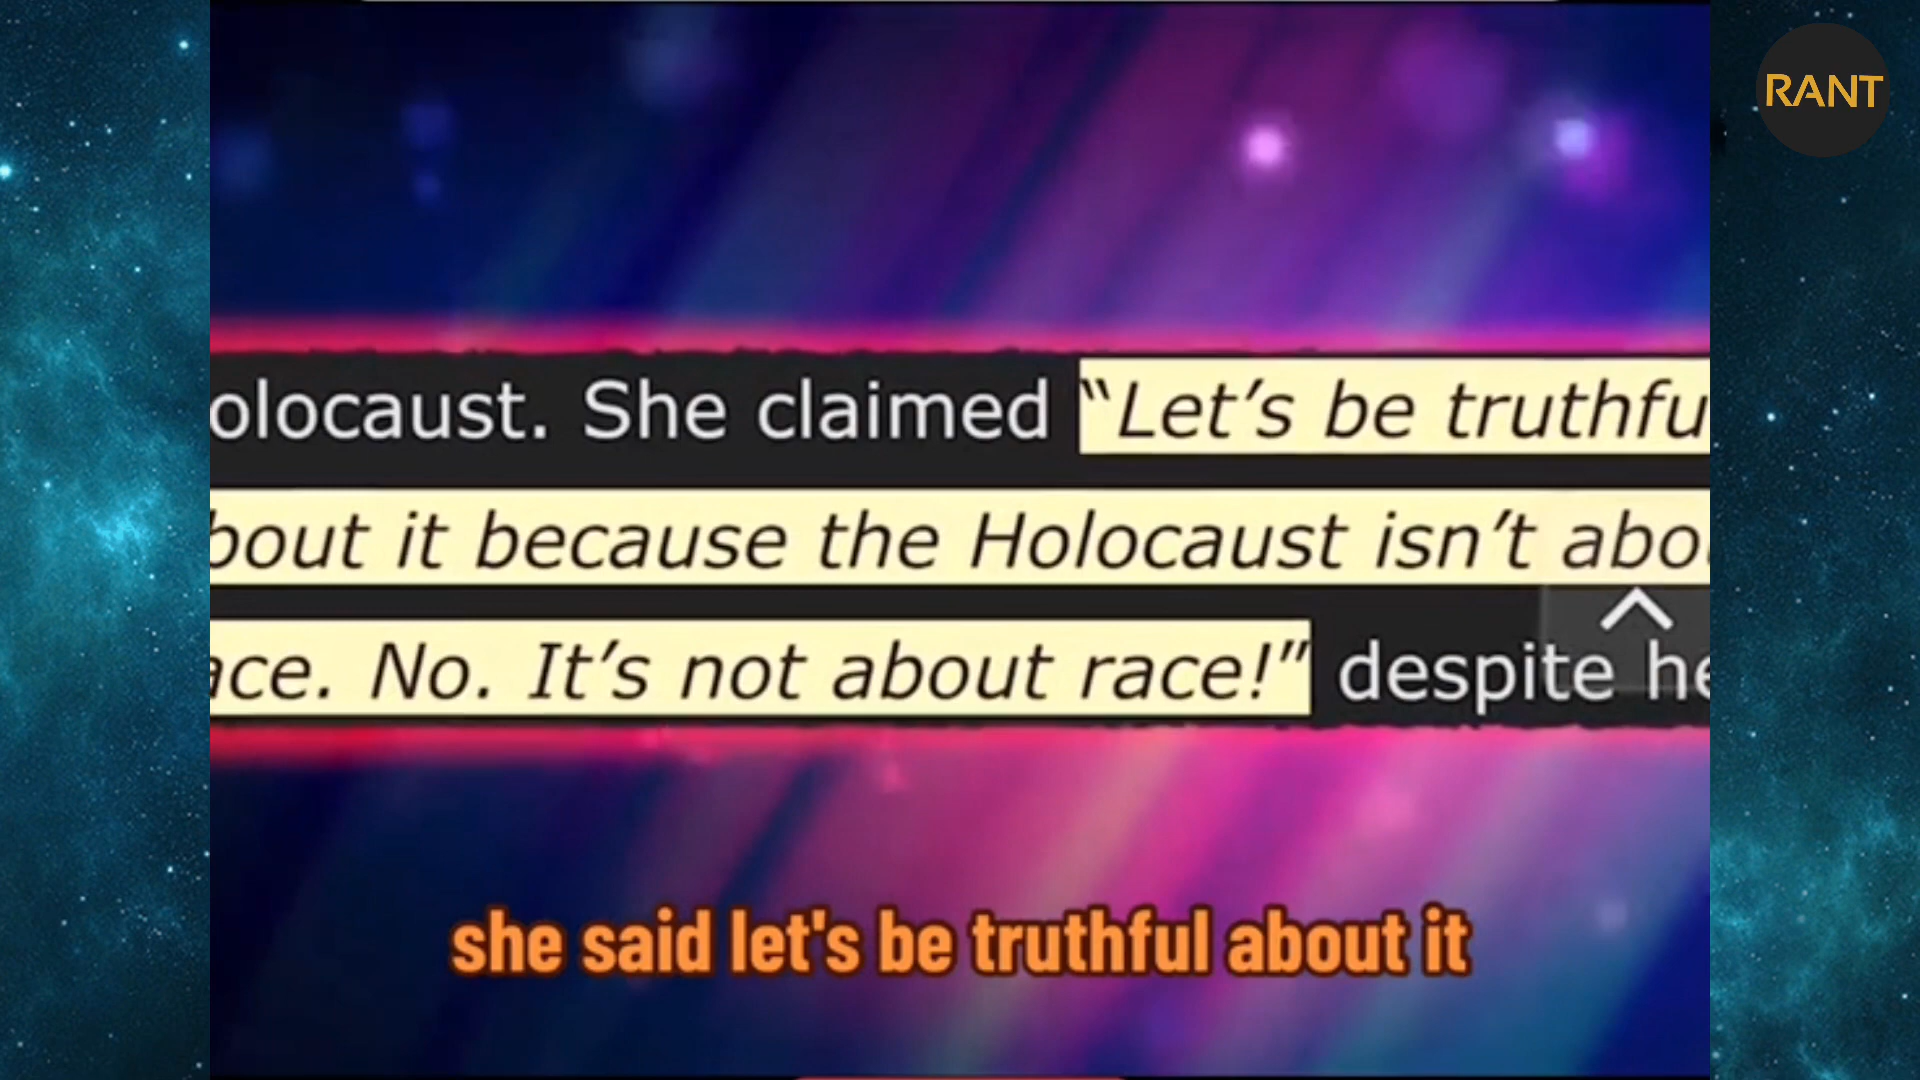 RANT
olocaust. She claimed “Let’s be truthfu
bout it because the Holocaust isn’t abo
ace. No. It’s not about race!” despite he
she said let's be truthful about it